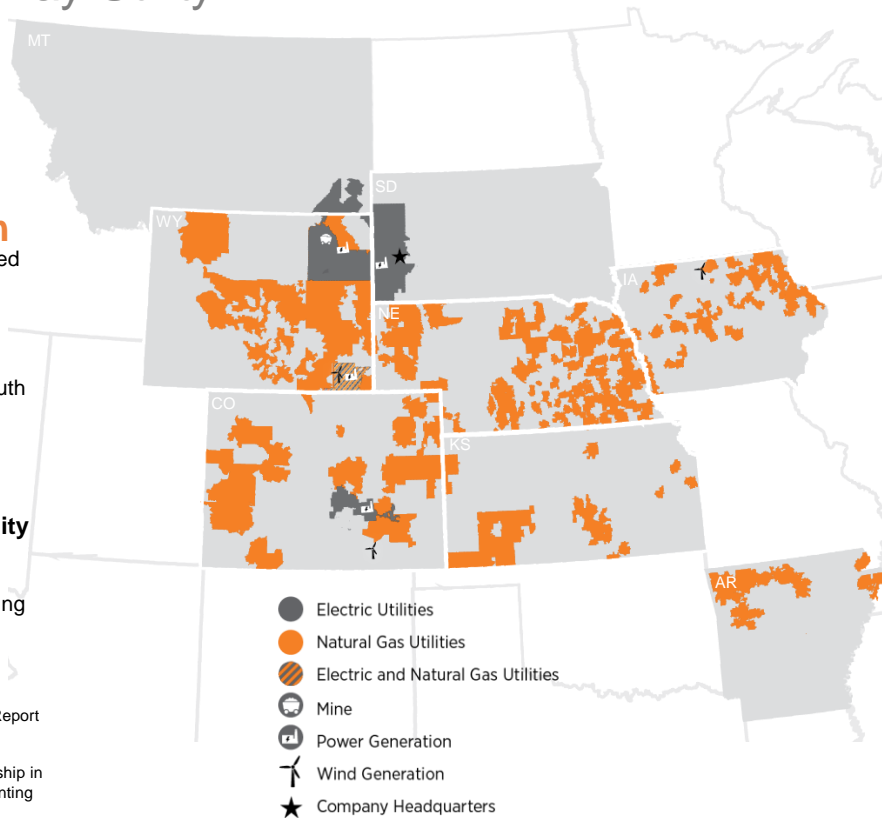 MT
SD
WY
ed
IA
NE
uth
CO
KS
ity
ng
AR
Electric Utilities
Natural Gas Utilities
Electric and Natural Gas Utilities
Mine
Report
Power Generation
Wind Generation
ship in
nting
Company Headquarters